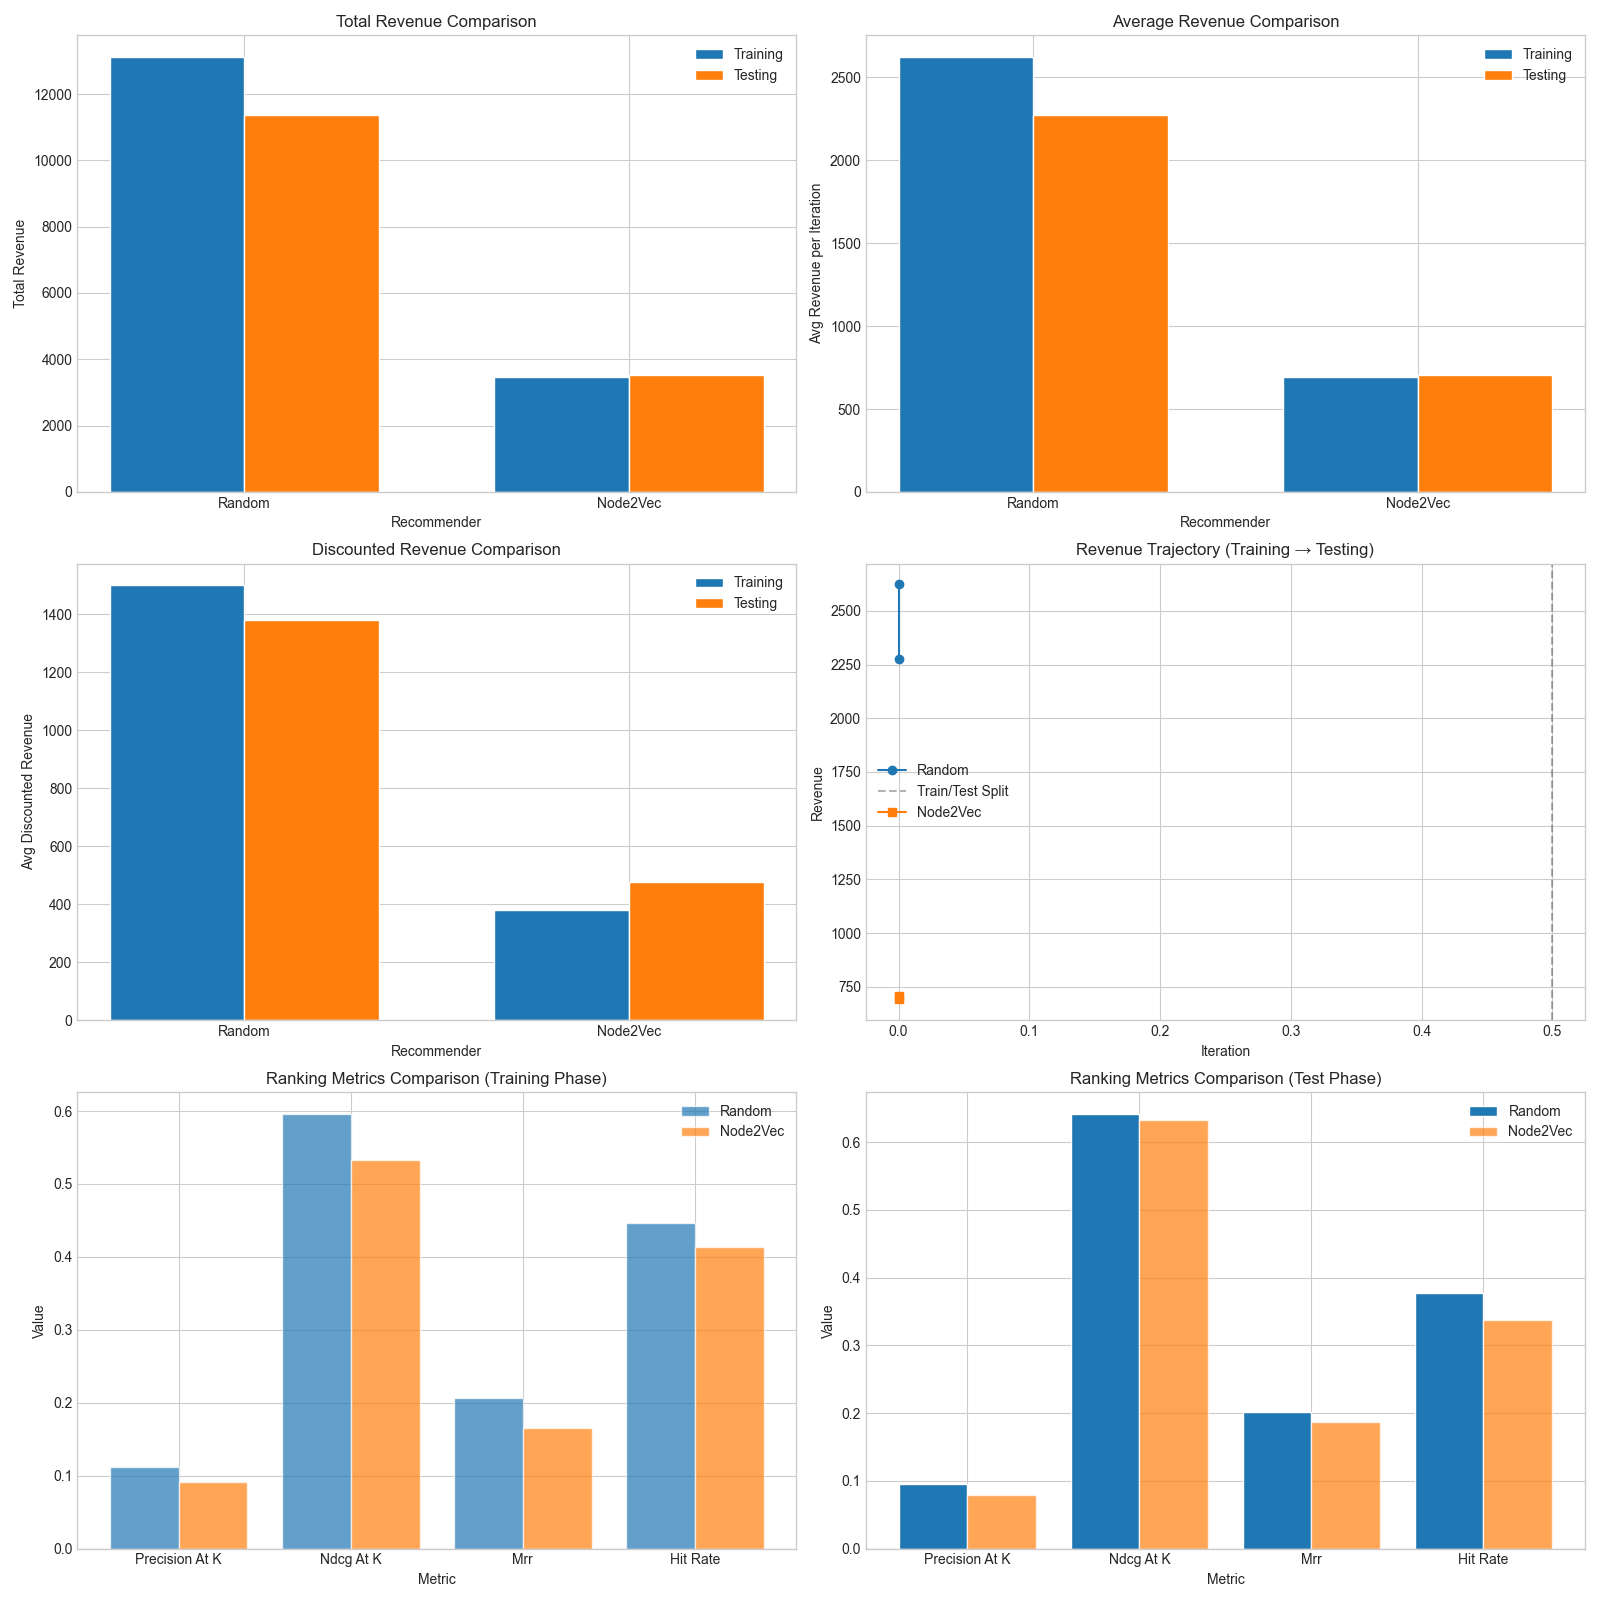 Total Revenue Comparison
Total Revenue
12000
10000
8000
6000
4000
2000
0
Training
Testing
Random
Node2Vec
Recommender
Average Revenue Comparison
Avg Revenue per Iteration
2500
2000
1500
1000
500
0
Training
Testing
Random
Node2Vec
Recommender
Discounted Revenue Comparison
Avg Discounted Revenue
1400
1200
1000
800
600
400
200
0
Training
Testing
Random
Node2Vec
Recommender
Revenue Trajectory (Training → Testing)
Revenue
2500
2250
2000
1750
1500
1250
1000
750
Random
Train/Test Split
Node2Vec
0.0
0.1
0.2
0.3
0.4
0.5
Iteration
Ranking Metrics Comparison (Training Phase)
Value
0.6
0.5
0.4
0.3
0.2
0.1
0.0
Random
Node2Vec
Precision At K
Ndcg At K
Mrr
Hit Rate
Metric
Ranking Metrics Comparison (Test Phase)
Value
0.6
0.5
0.4
0.3
0.2
0.1
0.0
Random
Node2Vec
Precision At K
Ndcg At K
Mrr
Hit Rate
Metric